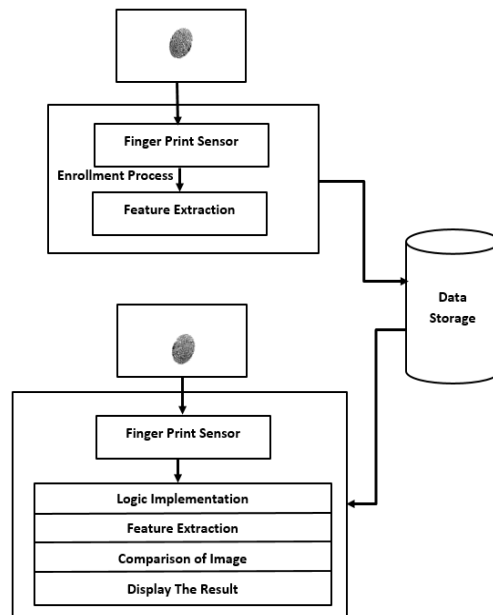 Finger Print Sensor
Enrollment Process
Feature Extraction
Data
Storage
Finger Print Sensor
Logic Implementation
Feature Extraction
Comparison of Image
Display The Result